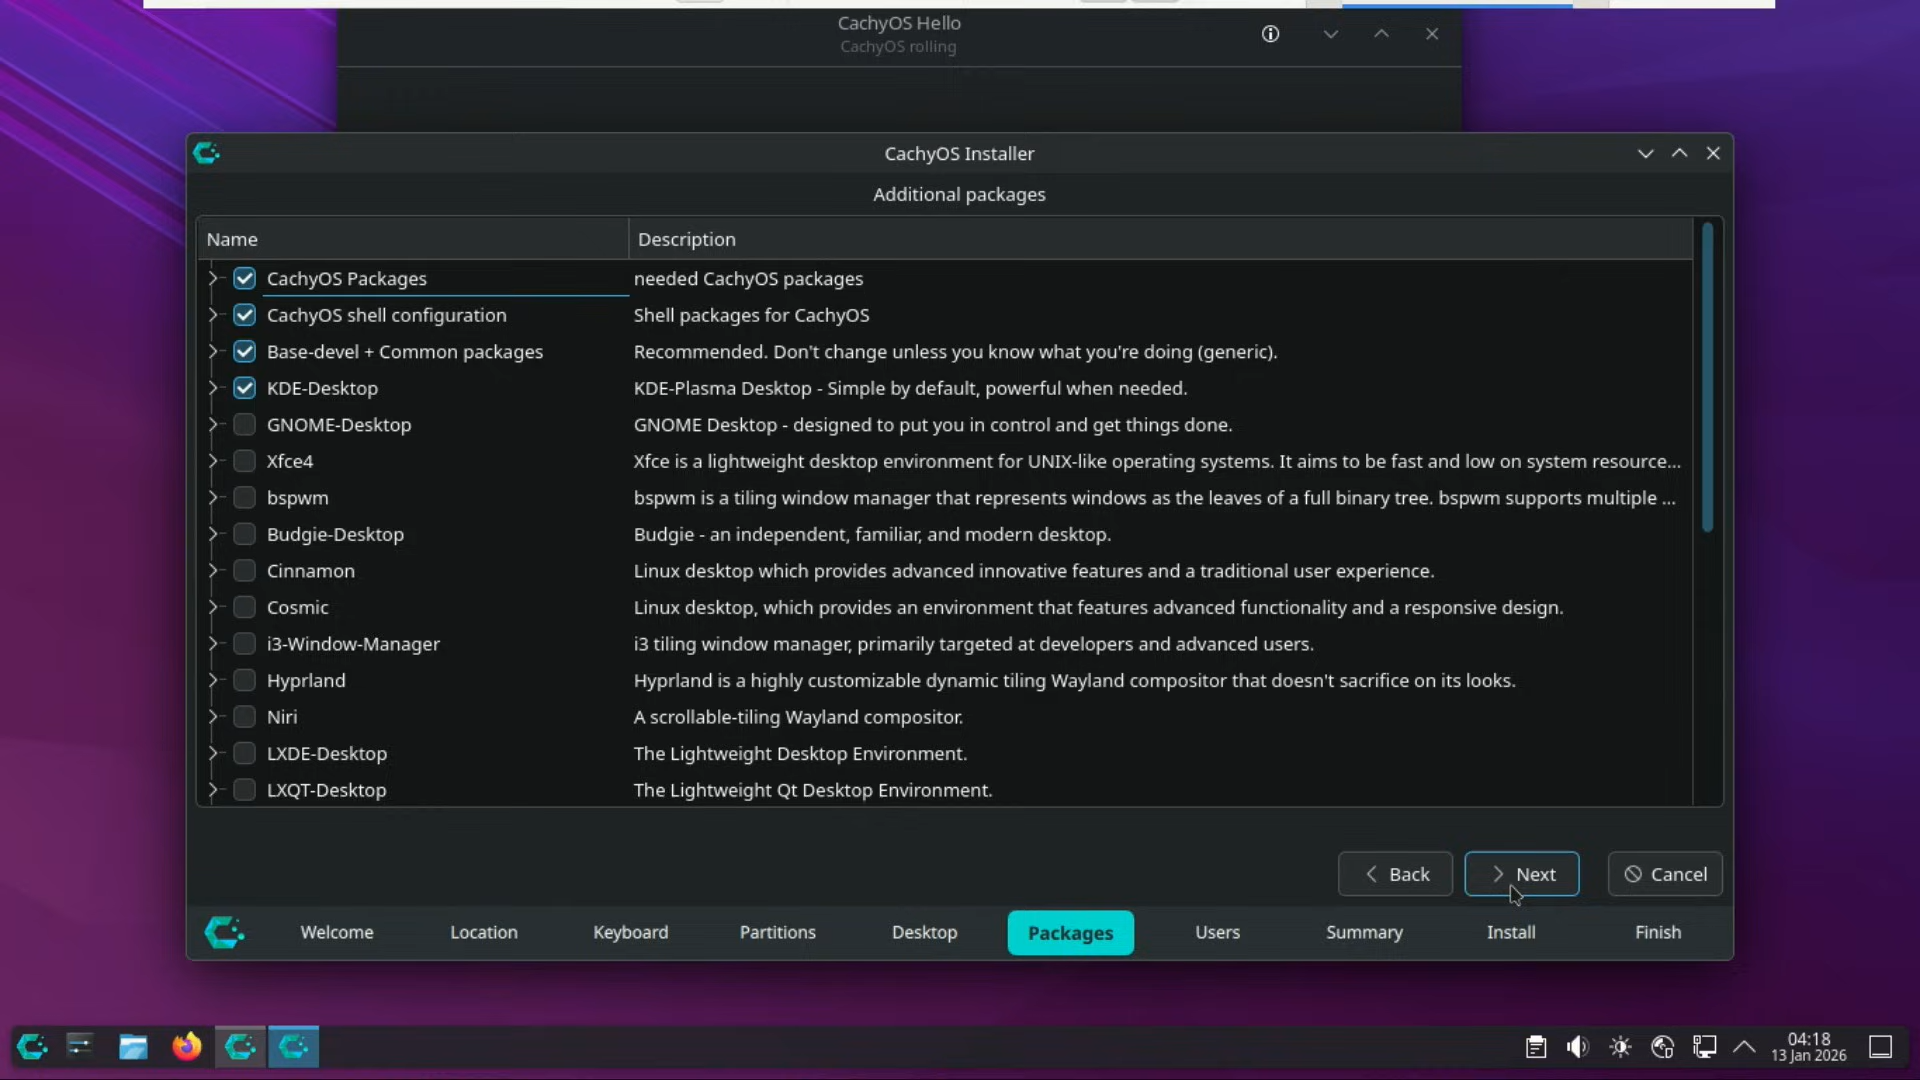 CachyOS Hello
CachyOS rolling
CachyOS Installer
Additional packages
Name Description
CachyOS Packages needed CachyOS packages
CachyOS shell configuration Shell packages for CachyOS
Base-devel + Common packages Recommended. Don't change unless you know what you're doing (generic).
KDE-Desktop KDE-Plasma Desktop - Simple by default, powerful when needed.
GNOME-Desktop GNOME Desktop - designed to put you in control and get things done.
Xfce4 Xfce is a lightweight desktop environment for UNIX-like operating systems. It aims to be fast and low on system resource...
bspwm bspwm is a tiling window manager that represents windows as the leaves of a full binary tree. bspwm supports multiple ...
Budgie-Desktop Budgie - an independent, familiar, and modern desktop.
Cinnamon Linux desktop which provides advanced innovative features and a traditional user experience.
Cosmic Linux desktop, which provides an environment that features advanced functionality and a responsive design.
i3-Window-Manager i3 tiling window manager, primarily targeted at developers and advanced users.
Hyprland Hyprland is a highly customizable dynamic tiling Wayland compositor that doesn't sacrifice on its looks.
Niri A scrollable-tiling Wayland compositor.
LXDE-Desktop The Lightweight Desktop Environment.
LXQT-Desktop The Lightweight Qt Desktop Environment.
Back Next Cancel
Welcome Location Keyboard Partitions Desktop Packages Users Summary Install Finish
04:18
13 Jan 2026